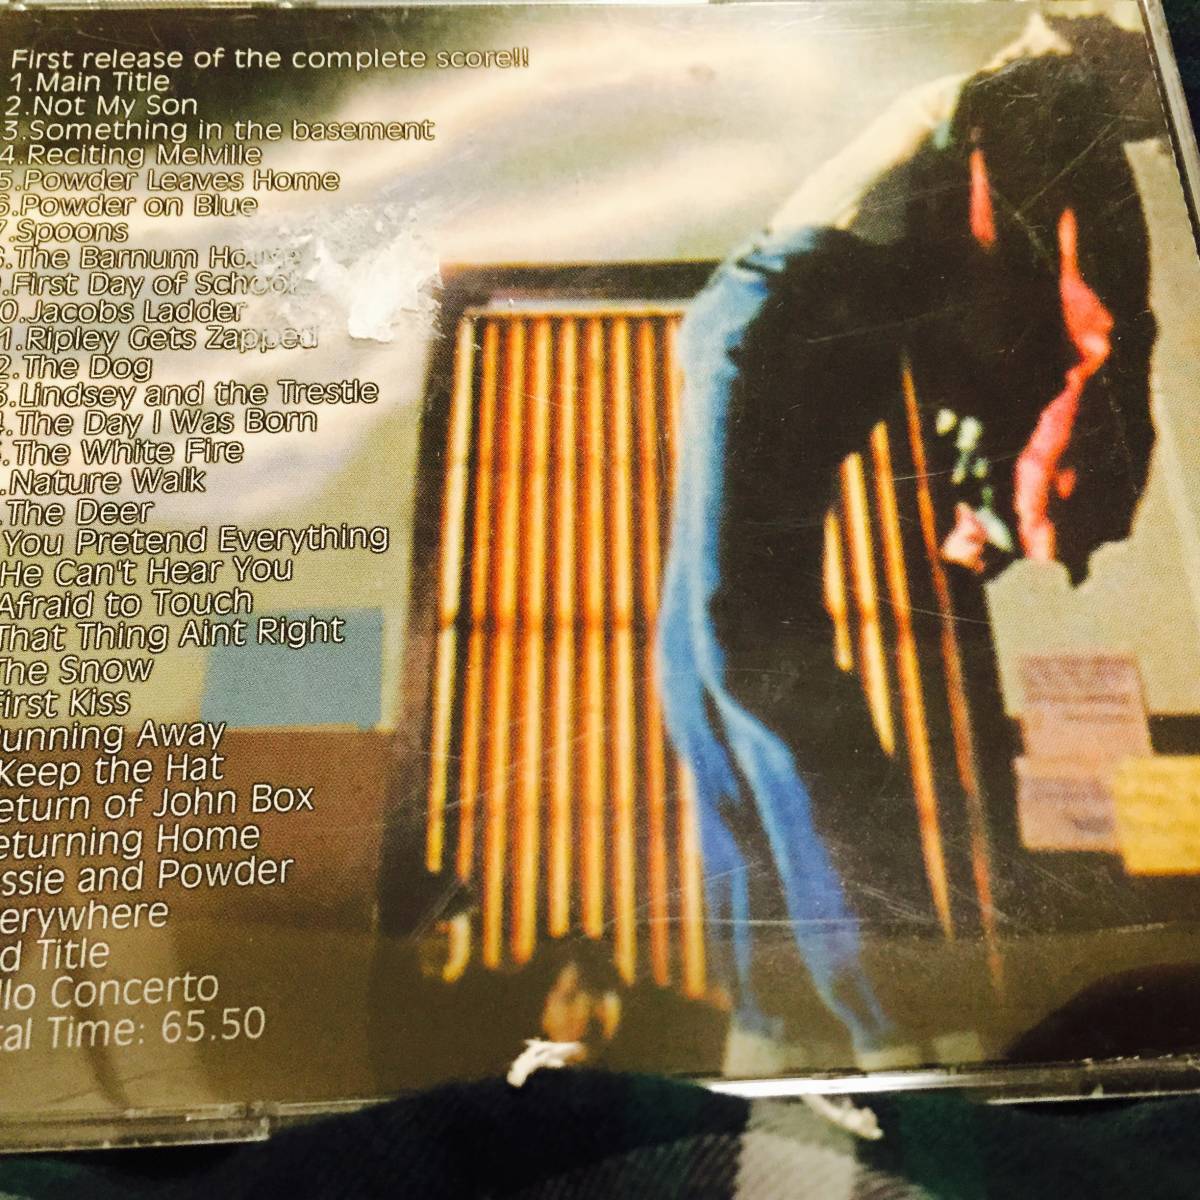 First release of the complete score!!
1.Main Title
2.Not My Son
3.Something in the basement
4.Reciting Melville
5.Powder Leaves Home
6.Powder on Blue
7.Spoons
.The Barnum House
.First Day of School
0.Jacobs Ladder
1.Ripley Gets Zapped
2.The Dog
3.Lindsey and the Trestle
4.The Day I Was Born
.The White Fire
.Nature Walk
.The Deer
You Pretend Everything
He Can't Hear You
Afraid to Touch
That Thing Aint Right
The Snow
First Kiss
unning Away
Keep the Hat
eturn of John Box
eturning Home
ssie and Powder
erywhere
d Title
llo Concerto
tal Time: 65.50